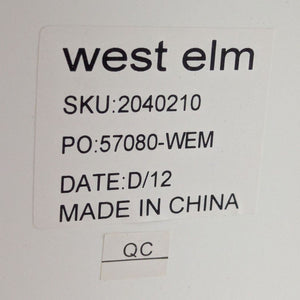 west elm
SKU:2040210
PO:57080-WEM
DATE:D/12
MADE IN CHINA
QC